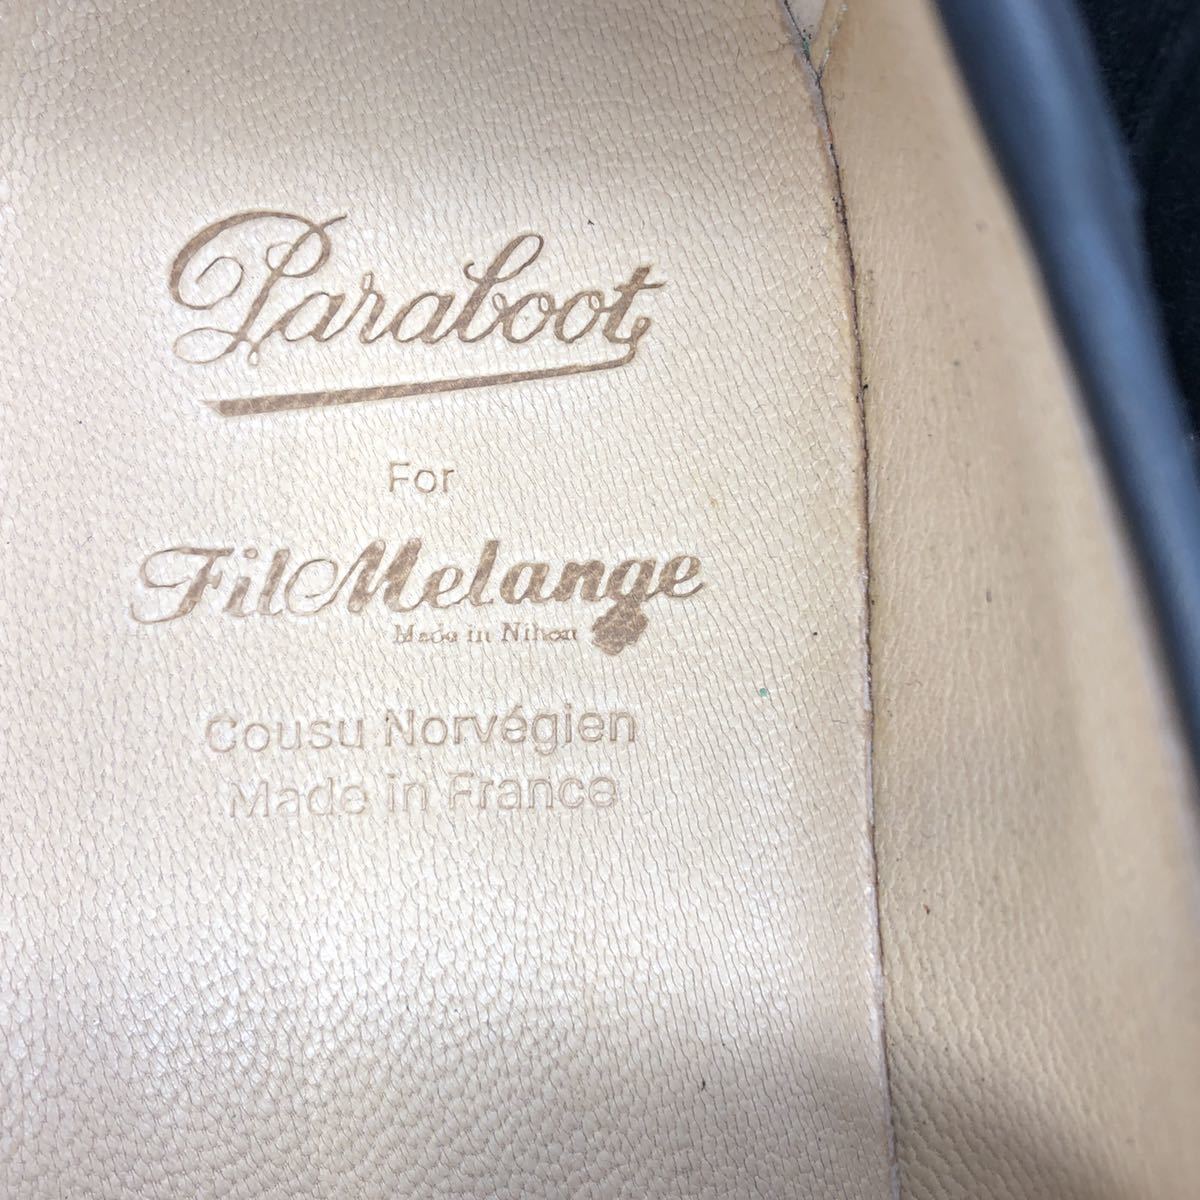 Paraboot
For
FilMelange
Made in Nihon
Cousu Norvégien
Made in France